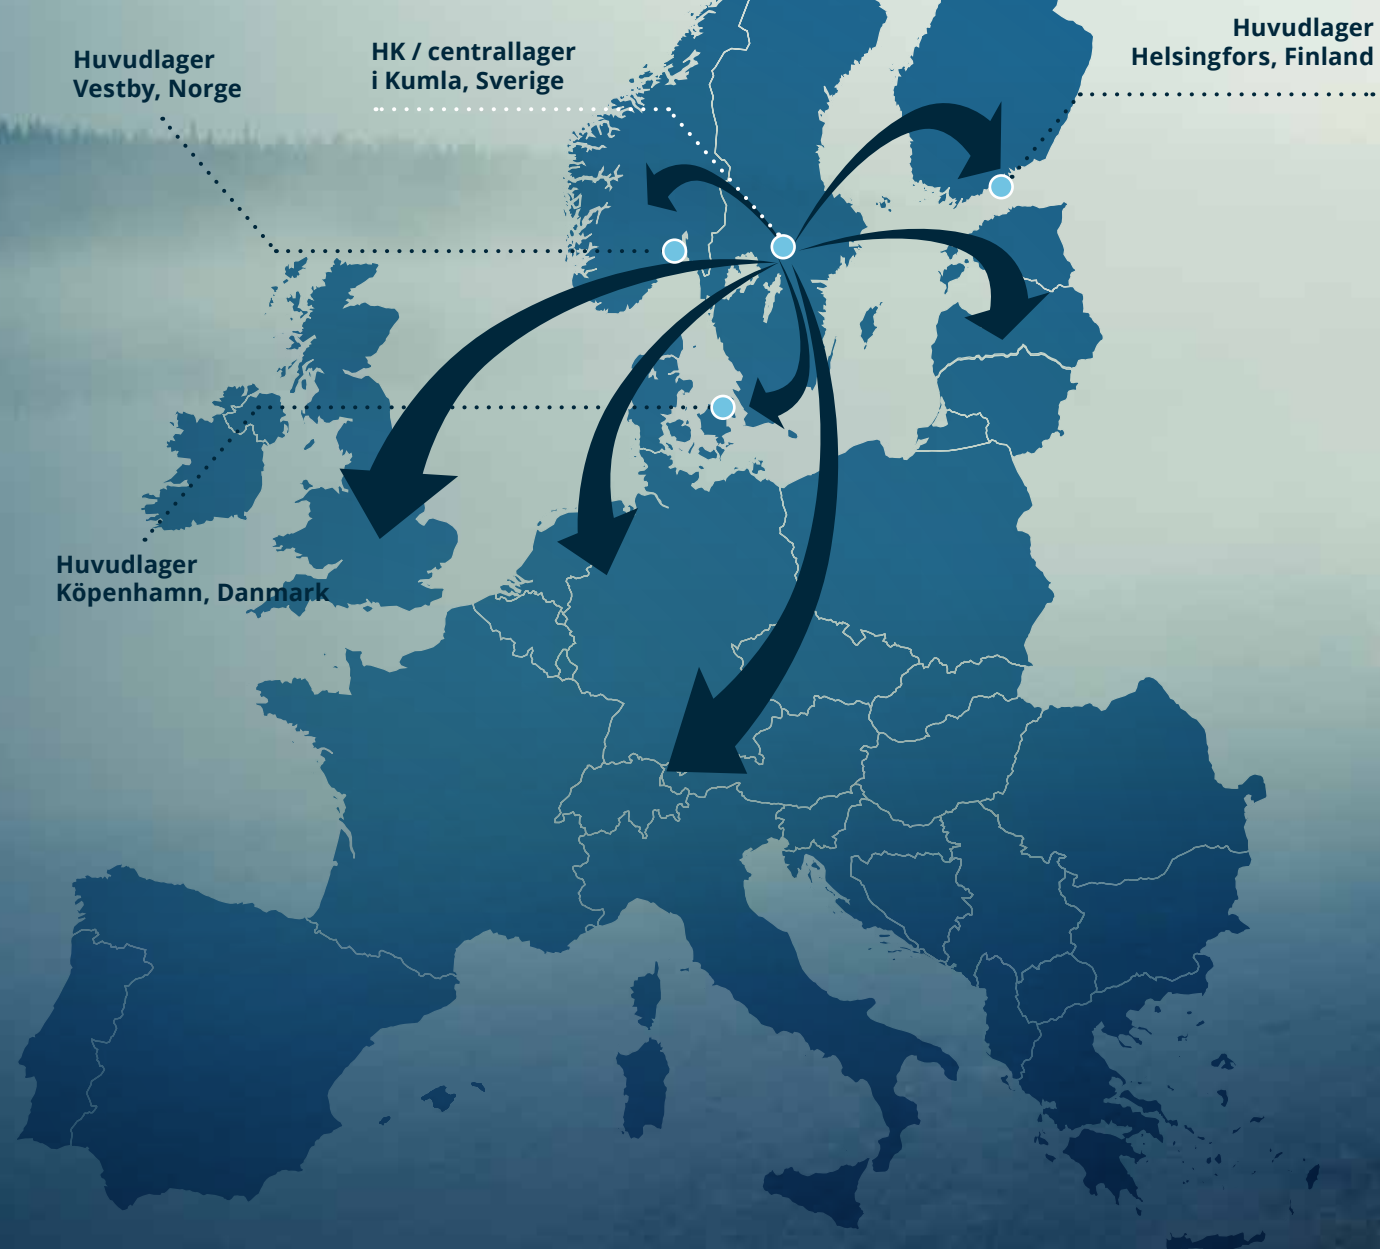 Huvudlager
Vestby, Norge
HK / centrallager
i Kumla, Sverige
Huvudlager
Helsingfors, Finland
Huvudlager
Köpenhamn, Danmark